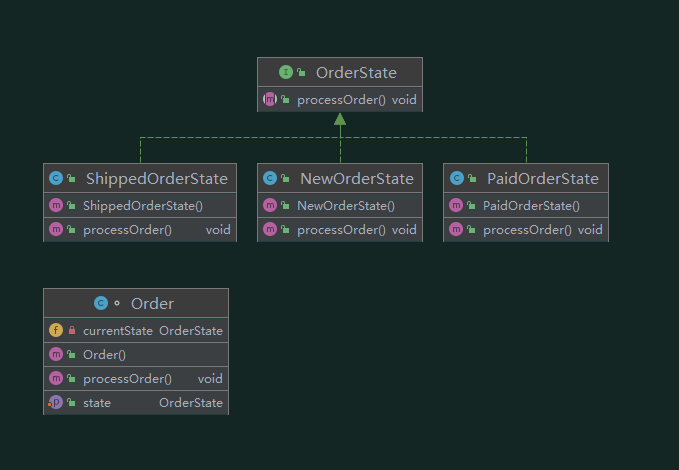 I OrderState
m processOrder() void
C ShippedOrderState
m ShippedOrderState()
m processOrder() void
C NewOrderState
m NewOrderState()
m processOrder() void
C PaidOrderState
m PaidOrderState()
m processOrder() void
C Order
f currentState OrderState
m Order()
m processOrder() void
p state OrderState